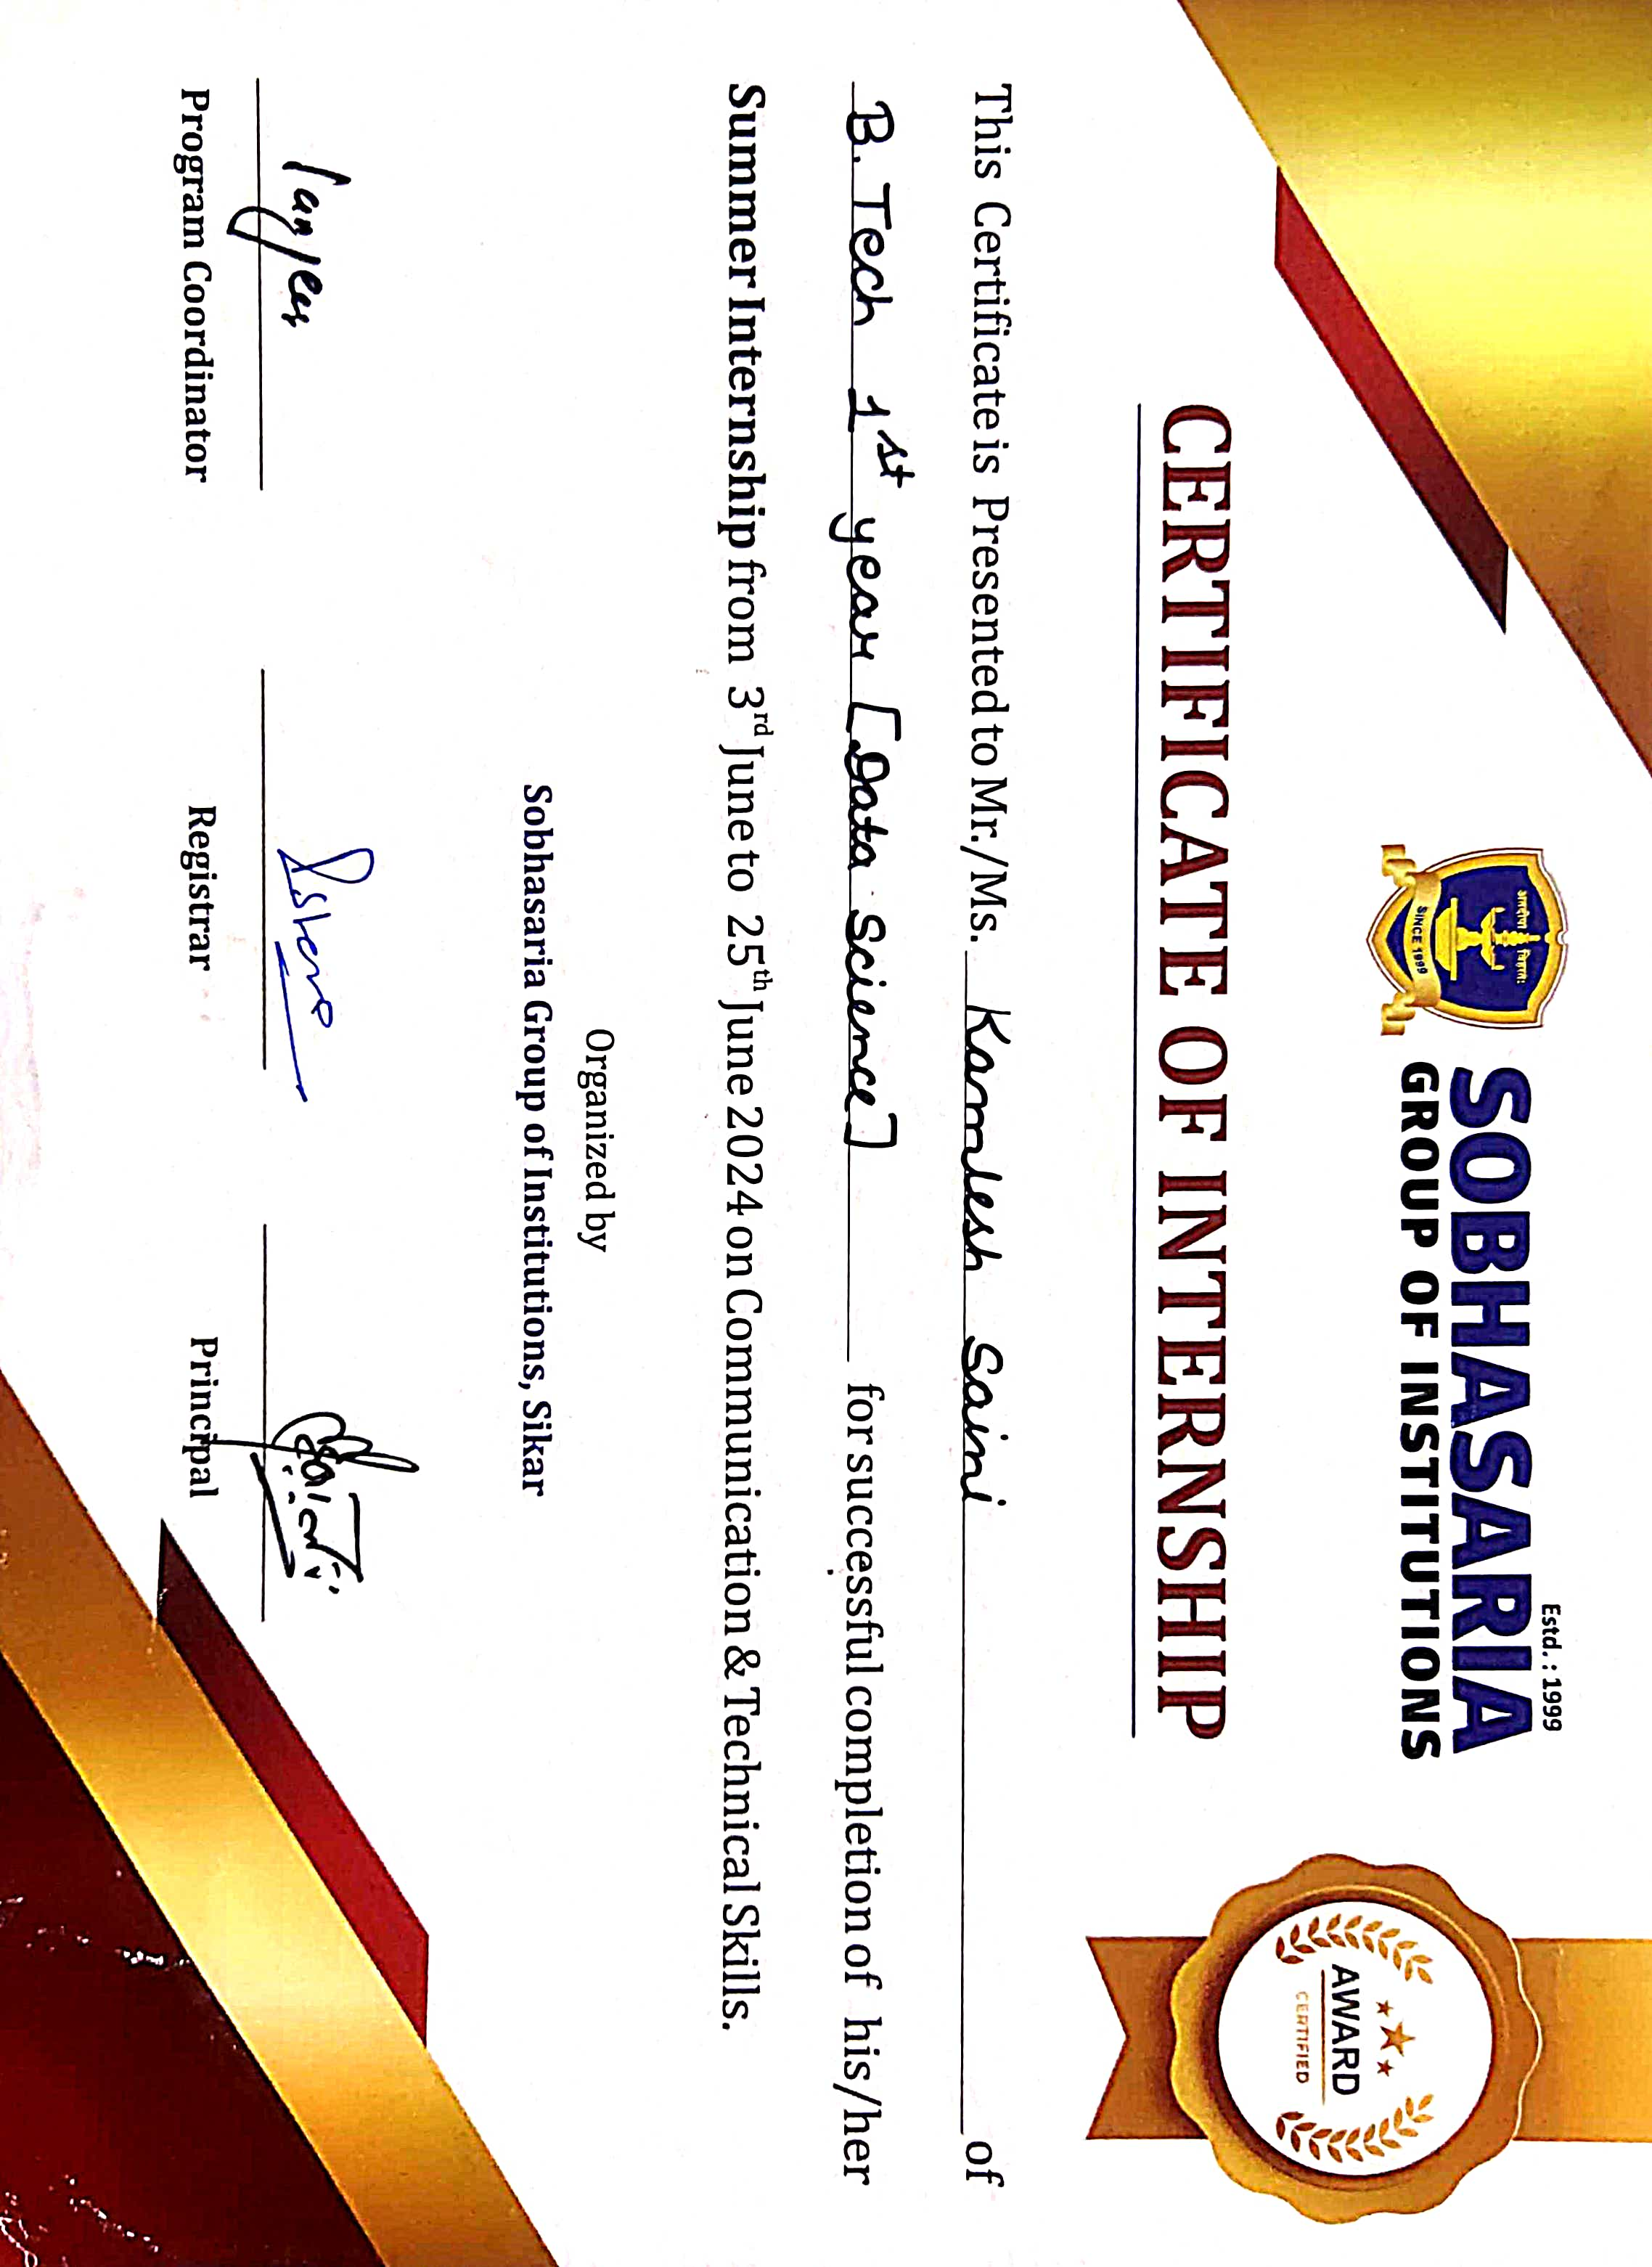 Estd. : 1999
SOBHASARIA
GROUP OF INSTITUTIONS
SINCE 1999
AWARD
CERTIFIED
CERTIFICATE OF INTERNSHIP
This Certificate is Presented to Mr./Ms. Kamlesh Saini of
B. Tech 1st year [Data Science] for successful completion of his/her
Summer Internship from 3rd June to 25th June 2024 on Communication & Technical Skills.
Organized by
Sobhasaria Group of Institutions, Sikar
Program Coordinator
Registrar
Principal